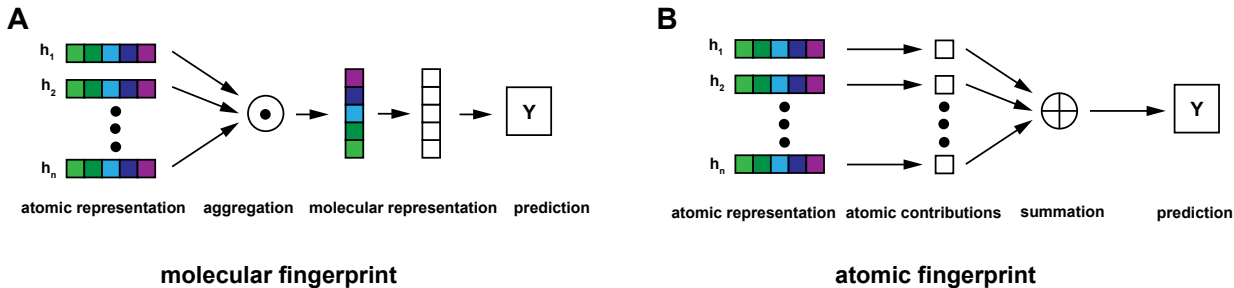 A
h1
h2
hn
Y
atomic representation
aggregation
molecular representation
prediction
molecular fingerprint
B
h1
h2
hn
Y
atomic representation
atomic contributions
summation
prediction
atomic fingerprint